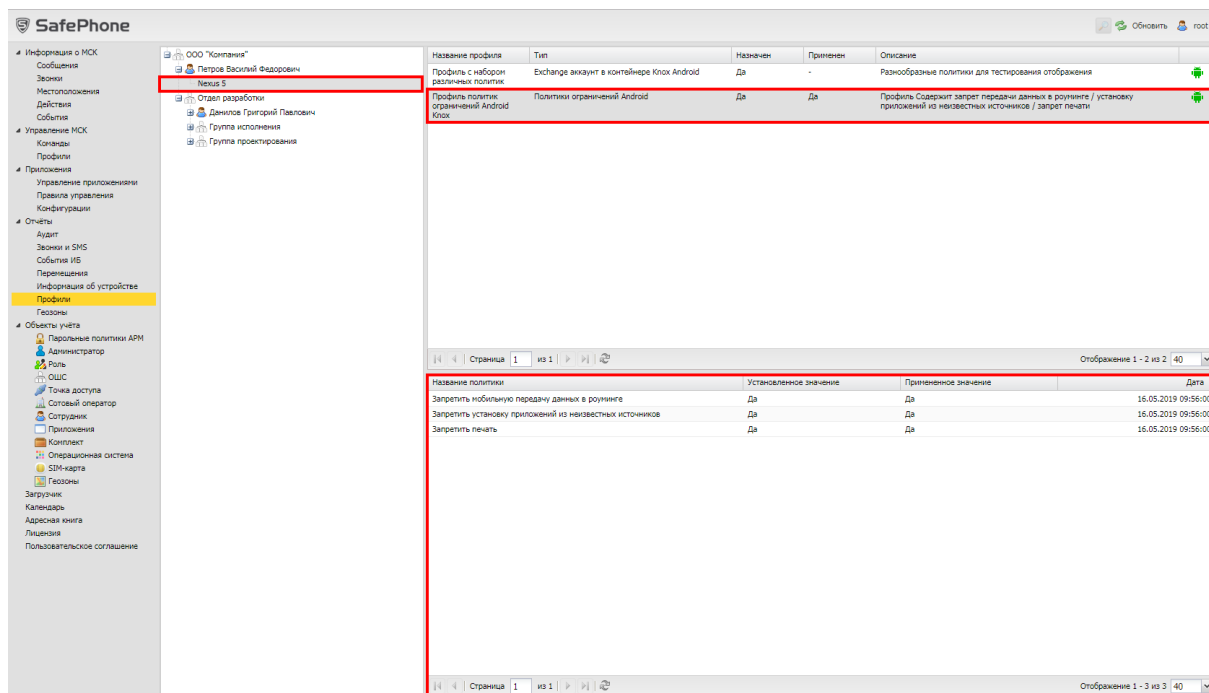 SafePhone
Обновить
root
Информация о МСК
Сообщения
Звонки
Местоположения
Действия
События
Управление МСК
Команды
Профили
Приложения
Управление приложениями
Правила управления
Конфигурации
Отчёты
Аудит
Звонки и SMS
События ИБ
Перемещения
Информация об устройстве
Профили
Геозоны
Объекты учёта
Парольные политики АРМ
Администратор
Роль
ОШС
Точка доступа
Сотовый оператор
Сотрудник
Приложения
Комплект
Операционная система
SIM-карта
Геозоны
Загрузчик
Календарь
Адресная книга
Лицензия
Пользовательское соглашение
ООО "Компания"
Петров Василий Федорович
Nexus 5
Отдел разработки
Данилов Григорий Павлович
Группа исполнения
Группа проектирования
Название профиля Тип Назначен Применен Описание
Профиль с набором Exchange аккаунт в контейнере Knox Android Да - Разнообразные политики для тестирования отображения
различных политик
Профиль политик Политики ограничений Android Да Да Профиль Содержит запрет передачи данных в роуминге / установку
ограничений Android приложений из неизвестных источников / запрет печати
Knox
Страница 1 из 1 Отображение 1 - 2 из 2 40
Название политики Установленное значение Примененное значение Дата
Запретить мобильную передачу данных в роуминге Да Да 16.05.2019 09:56:00
Запретить установку приложений из неизвестных источников Да Да 16.05.2019 09:56:00
Запретить печать Да Да 16.05.2019 09:56:00
Страница 1 из 1 Отображение 1 - 3 из 3 40